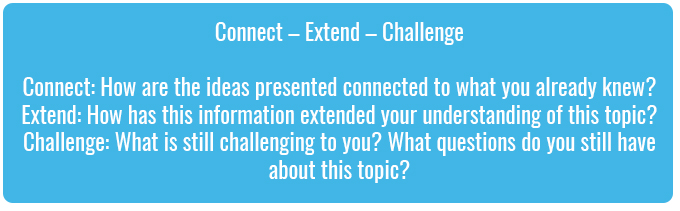 Connect – Extend – Challenge
Connect: How are the ideas presented connected to what you already knew?
Extend: How has this information extended your understanding of this topic?
Challenge: What is still challenging to you? What questions do you still have
about this topic?